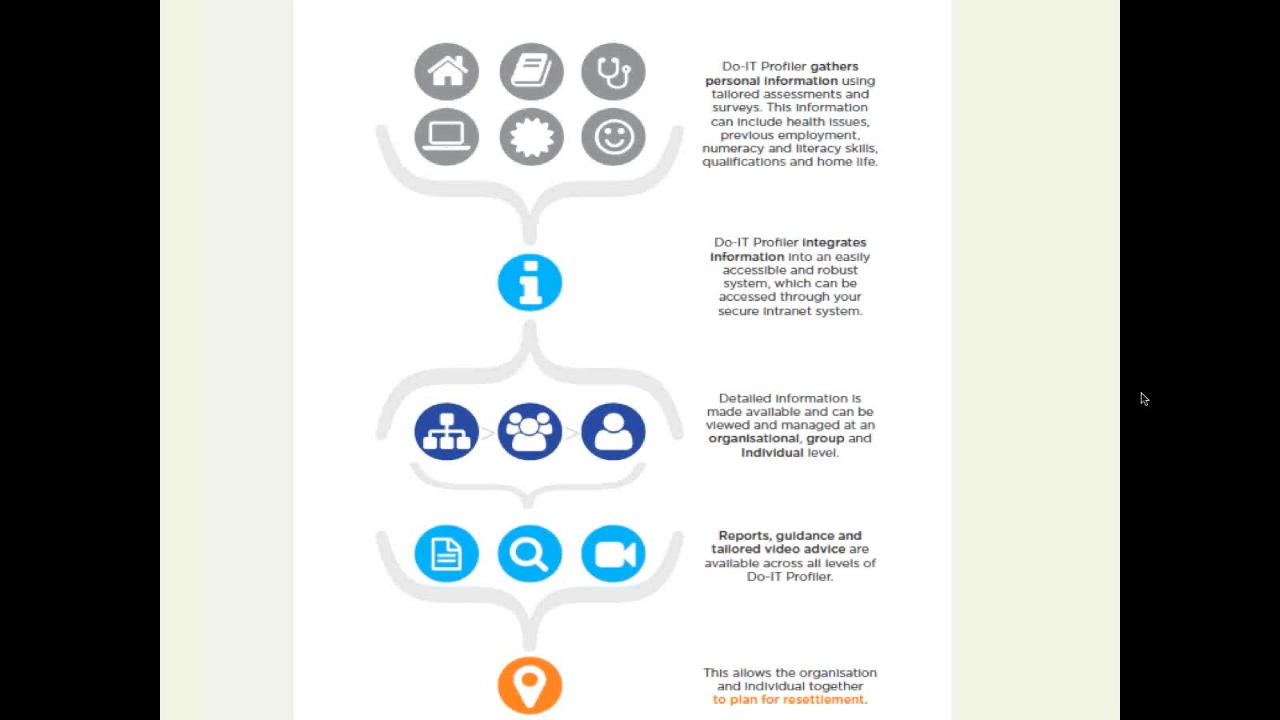 Do-IT Profiler gathers
personal information using
tailored assessments and
surveys. This information
can include health issues,
previous employment,
numeracy and literacy skills,
qualifications and home life.
Do-IT Profiler integrates
information into an easily
accessible and robust
system, which can be
accessed through your
secure intranet system.
Detailed information is
made available and can be
viewed and managed at an
organisational, group and
individual level.
Reports, guidance and
tailored video advice are
available across all levels of
Do-IT Profiler.
This allows the organisation
and individual together
to plan for resettlement.